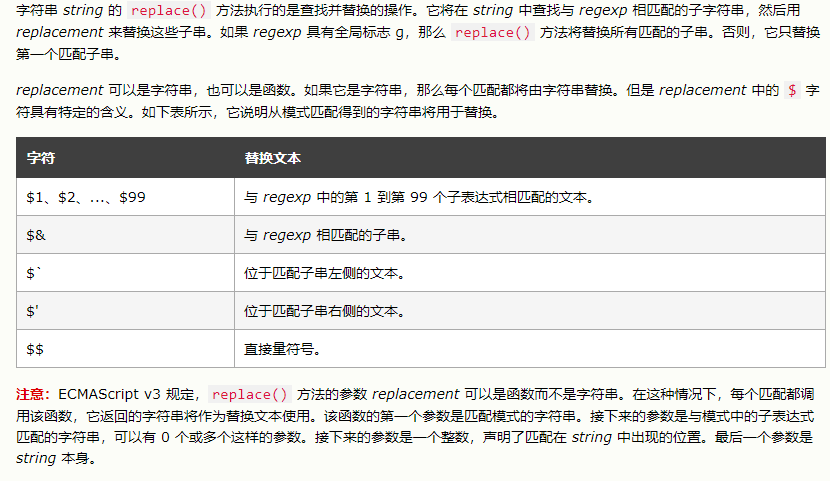 字符串 string 的 replace() 方法执行的是查找并替换的操作。它将在 string 中查找与 regexp 相匹配的子字符串，然后用
replacement 来替换这些子串。如果 regexp 具有全局标志 g，那么 replace() 方法将替换所有匹配的子串。否则，它只替换
第一个匹配子串。
replacement 可以是字符串，也可以是函数。如果它是字符串，那么每个匹配都将由字符串替换。但是 replacement 中的 $ 字
符具有特定的含义。如下表所示，它说明从模式匹配得到的字符串将用于替换。
字符 替换文本
$1、$2、...、$99 与 regexp 中的第 1 到第 99 个子表达式相匹配的文本。
$& 与 regexp 相匹配的子串。
$` 位于匹配子串左侧的文本。
$' 位于匹配子串右侧的文本。
$$ 直接量符号。
注意：ECMAScript v3 规定，replace() 方法的参数 replacement 可以是函数而不是字符串。在这种情况下，每个匹配都调
用该函数，它返回的字符串将作为替换文本使用。该函数的第一个参数是匹配模式的字符串。接下来的参数是与模式中的子表达式
匹配的字符串，可以有 0 个或多个这样的参数。接下来的参数是一个整数，声明了匹配在 string 中出现的位置。最后一个参数是
string 本身。